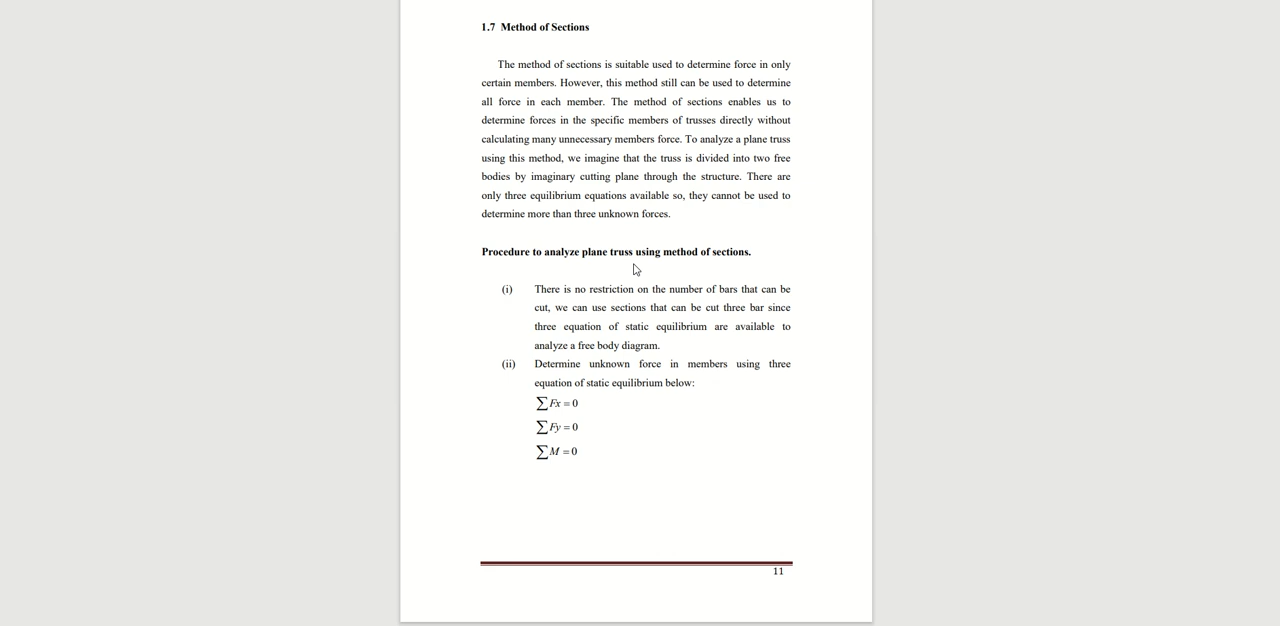 1.7 Method of Sections
The method of sections is suitable used to determine force in only
certain members. However, this method still can be used to determine
all force in each member. The method of sections enables us to
determine forces in the specific members of trusses directly without
calculating many unnecessary members force. To analyze a plane truss
using this method, we imagine that the truss is divided into two free
bodies by imaginary cutting plane through the structure. There are
only three equilibrium equations available so, they cannot be used to
determine more than three unknown forces.
Procedure to analyze plane truss using method of sections.
(i) There is no restriction on the number of bars that can be
cut, we can use sections that can be cut three bar since
three equation of static equilibrium are available to
analyze a free body diagram.
(ii) Determine unknown force in members using three
equation of static equilibrium below:
∑Fx = 0
∑Fy = 0
∑M = 0
11